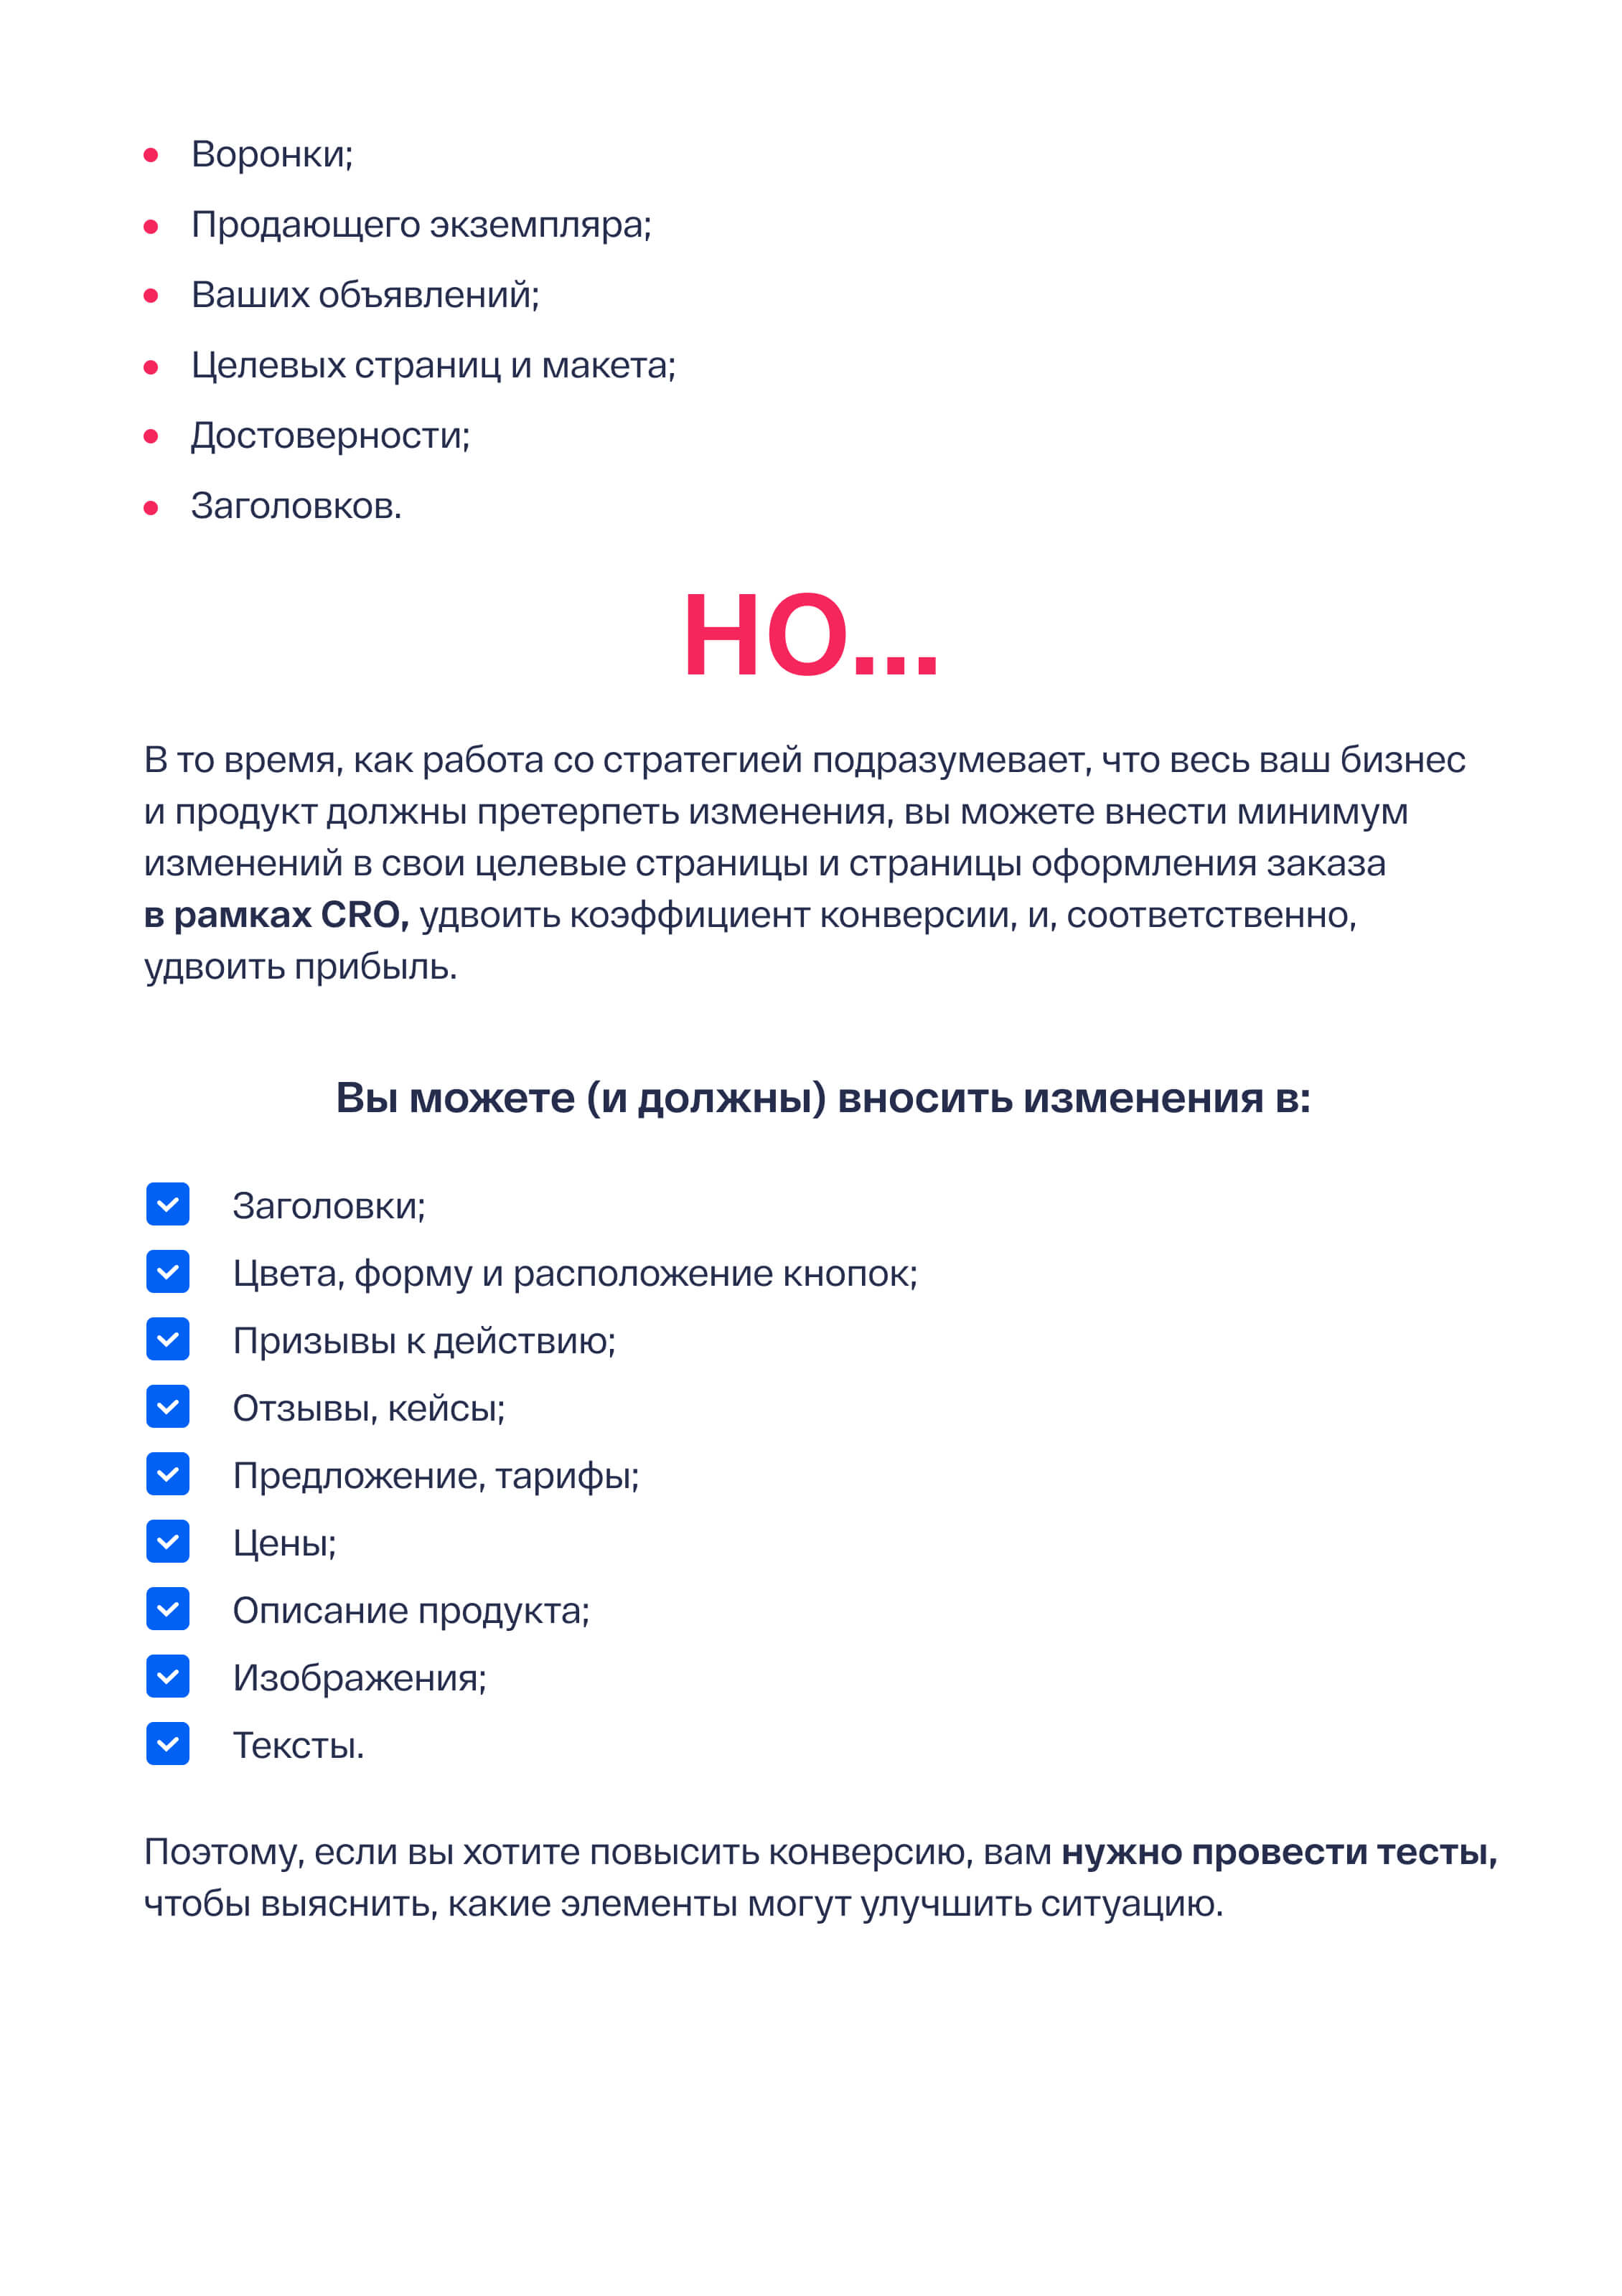 Воронки;
Продающего экземпляра;
Ваших объявлений;
Целевых страниц и макета;
Достоверности;
Заголовков.
НО...
В то время, как работа со стратегией подразумевает, что весь ваш бизнес
и продукт должны претерпеть изменения, вы можете внести минимум
изменений в свои целевые страницы и страницы оформления заказа
в рамках CRO, удвоить коэффициент конверсии, и, соответственно,
удвоить прибыль.
Вы можете (и должны) вносить изменения в:
Заголовки;
Цвета, форму и расположение кнопок;
Призывы к действию;
Отзывы, кейсы;
Предложение, тарифы;
Цены;
Описание продукта;
Изображения;
Тексты.
Поэтому, если вы хотите повысить конверсию, вам нужно провести тесты,
чтобы выяснить, какие элементы могут улучшить ситуацию.